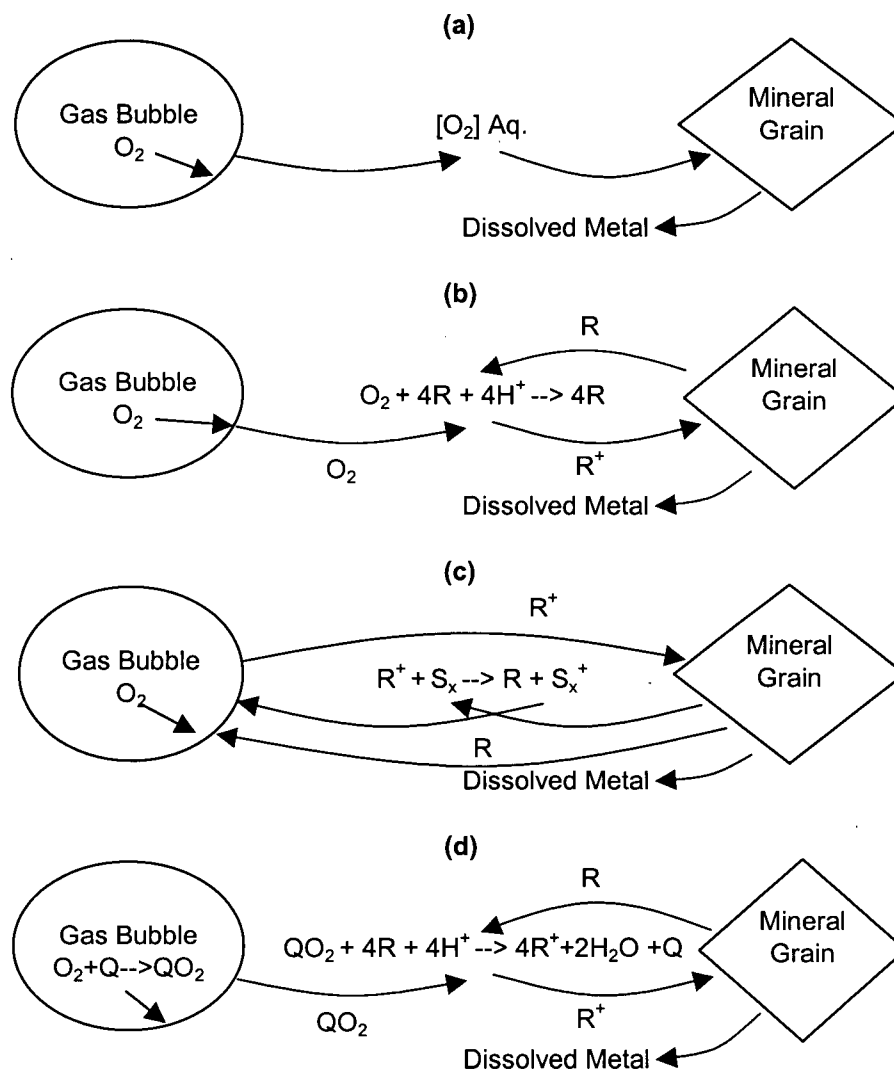 (a)
Gas Bubble
O₂
[O₂] Aq.
Mineral
Grain
Dissolved Metal
(b)
Gas Bubble
O₂
O₂
R
O₂ + 4R + 4H⁺ --> 4R
R⁺
Mineral
Grain
Dissolved Metal
(c)
Gas Bubble
O₂
R⁺
R⁺ + Sₓ --> R + Sₓ⁺
R
Mineral
Grain
Dissolved Metal
(d)
Gas Bubble
O₂+Q-->QO₂
QO₂
R
QO₂ + 4R + 4H⁺ --> 4R⁺+2H₂O +Q
R⁺
Mineral
Grain
Dissolved Metal